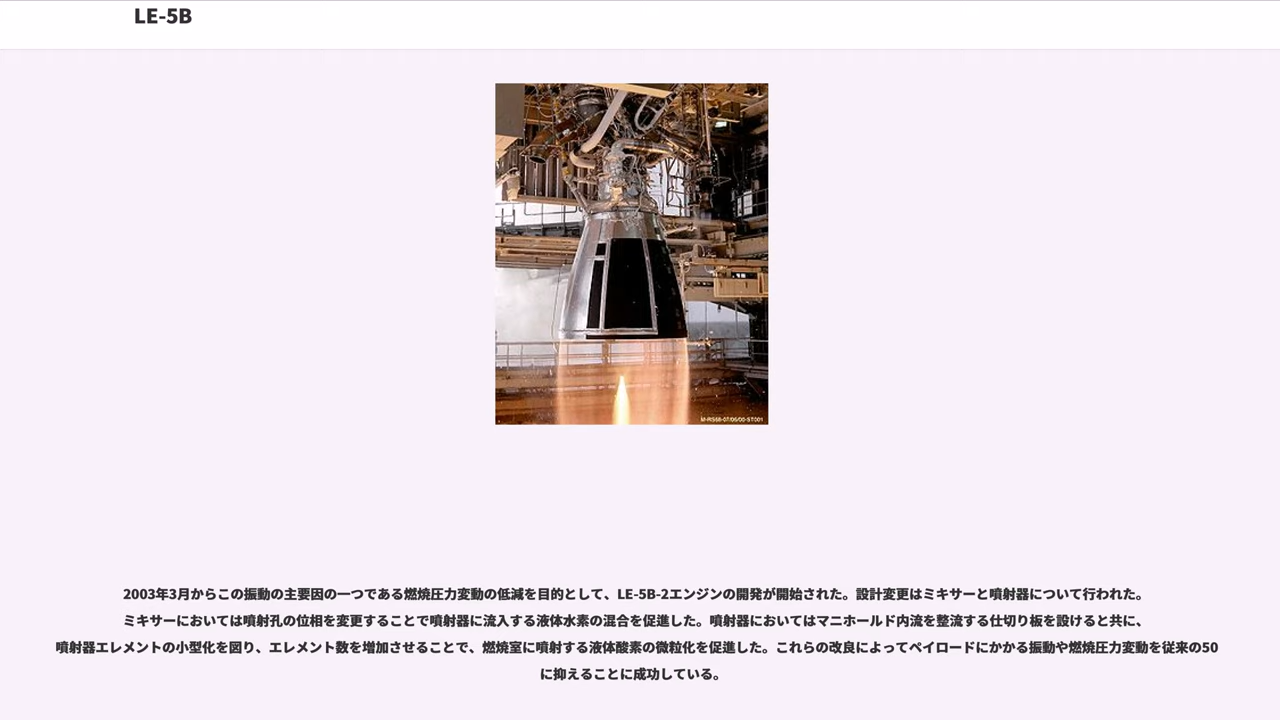 LE-5B
M-RS68-07/06/00-ST001
2003年3月からこの振動の主要因の一つである燃焼圧力変動の低減を目的として、LE-5B-2エンジンの開発が開始された。設計変更はミキサーと噴射器について行われた。
ミキサーにおいては噴射孔の位相を変更することで噴射器に流入する液体水素の混合を促進した。噴射器においてはマニホールド内流を整流する仕切り板を設けると共に、
噴射器エレメントの小型化を図り、エレメント数を増加させることで、燃焼室に噴射する液体酸素の微粒化を促進した。これらの改良によってペイロードにかかる振動や燃焼圧力変動を従来の50
に抑えることに成功している。